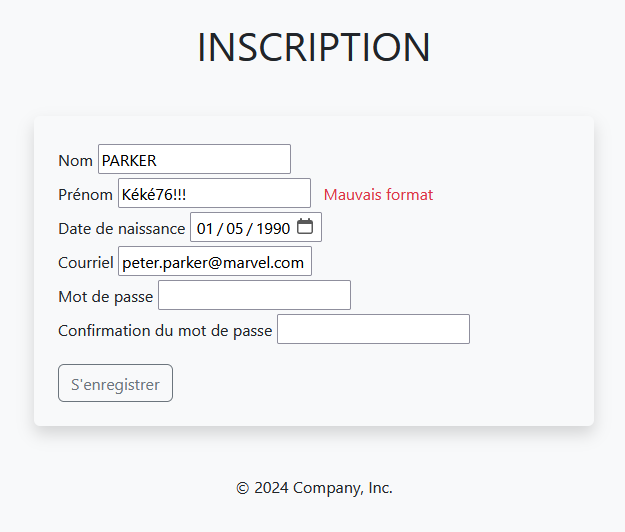 INSCRIPTION
Nom PARKER
Prénom Kéké76!!! Mauvais format
Date de naissance 01 / 05 / 1990
Courriel peter.parker@marvel.com
Mot de passe
Confirmation du mot de passe
S'enregistrer
© 2024 Company, Inc.